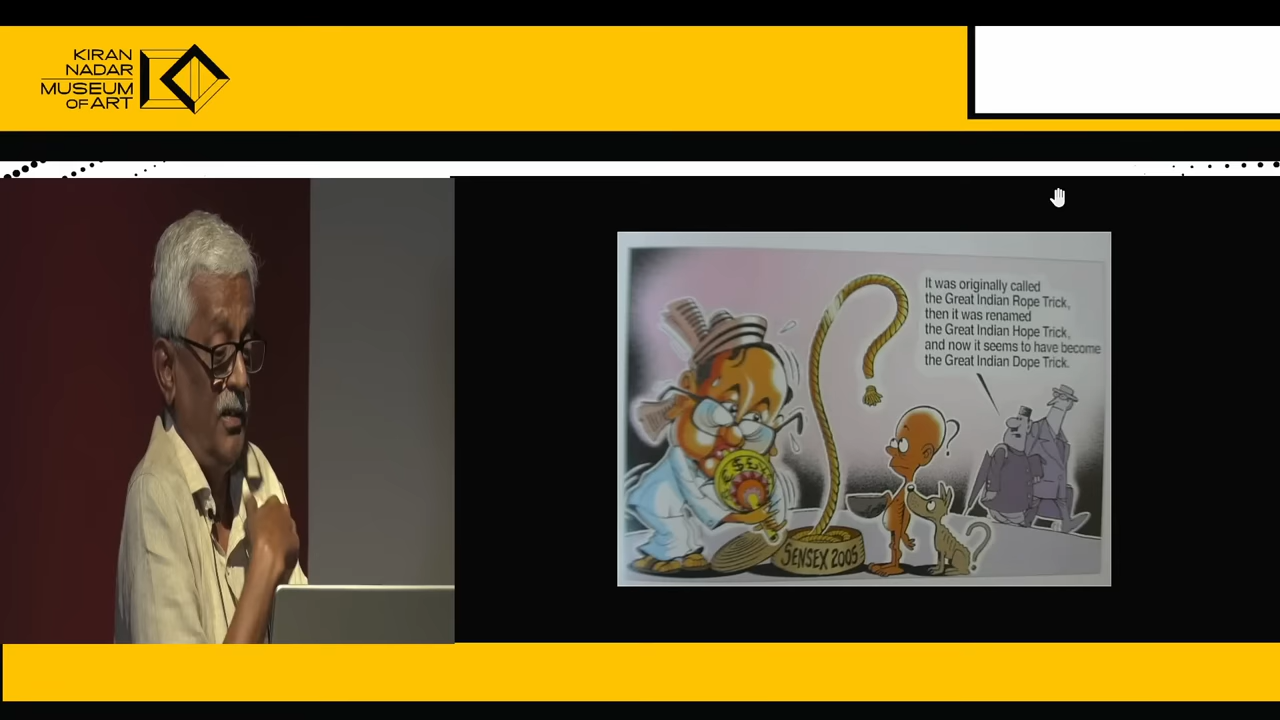 KIRAN
NADAR
MUSEUM
OF ART
It was originally called
the Great Indian Rope Trick,
then it was renamed
the Great Indian Hope Trick,
and now it seems to have become
the Great Indian Dope Trick.
£$£¥
SENSEX 2005